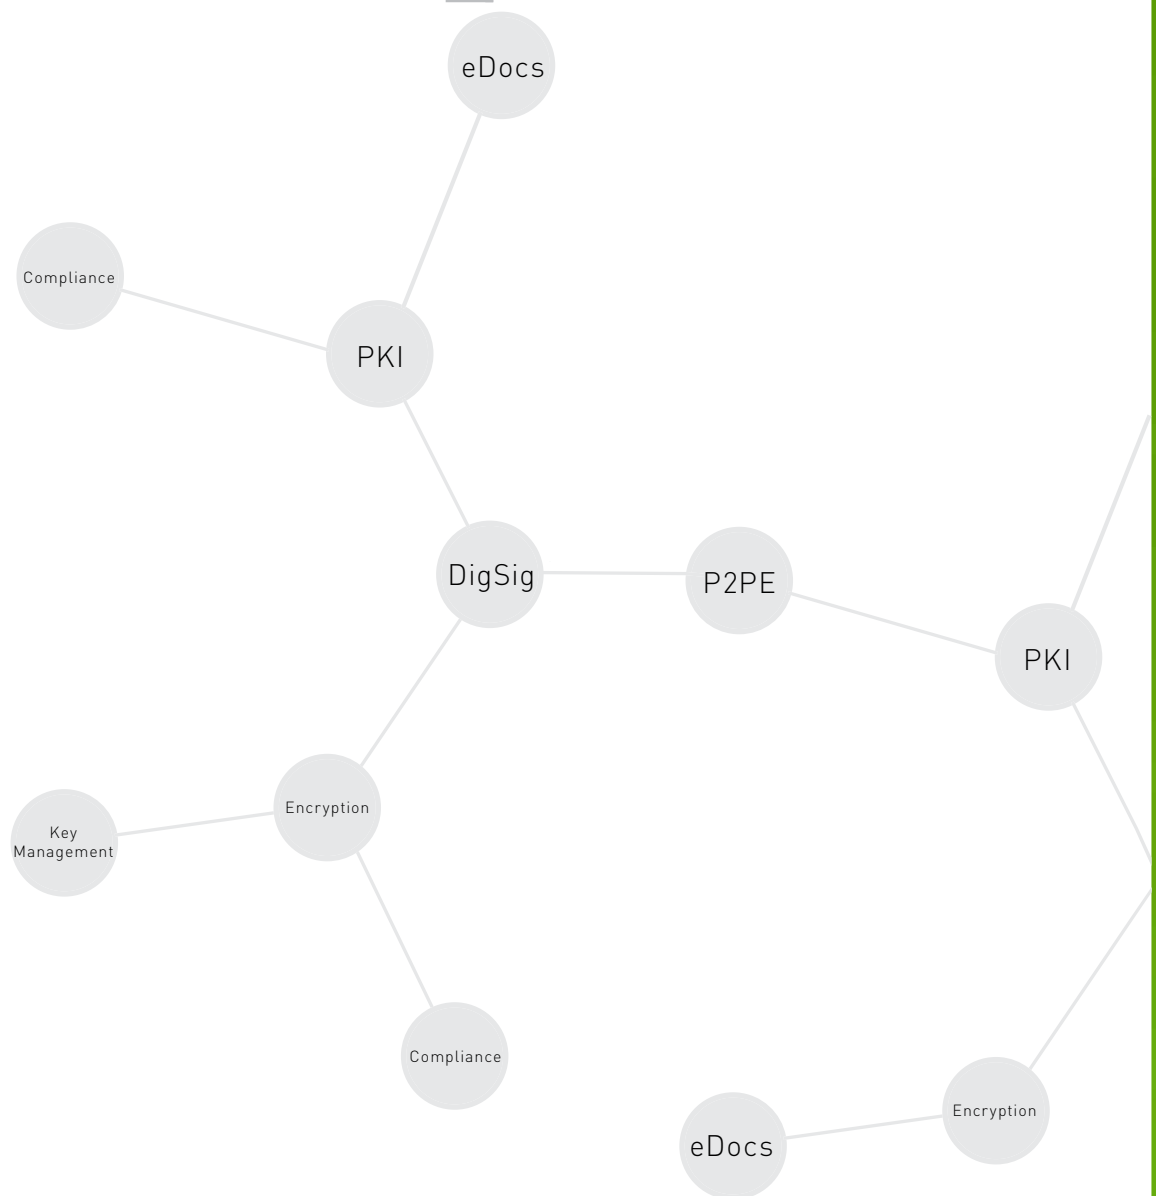 eDocs
Compliance
PKI
DigSig
P2PE
PKI
Encryption
Key
Management
Compliance
Encryption
eDocs